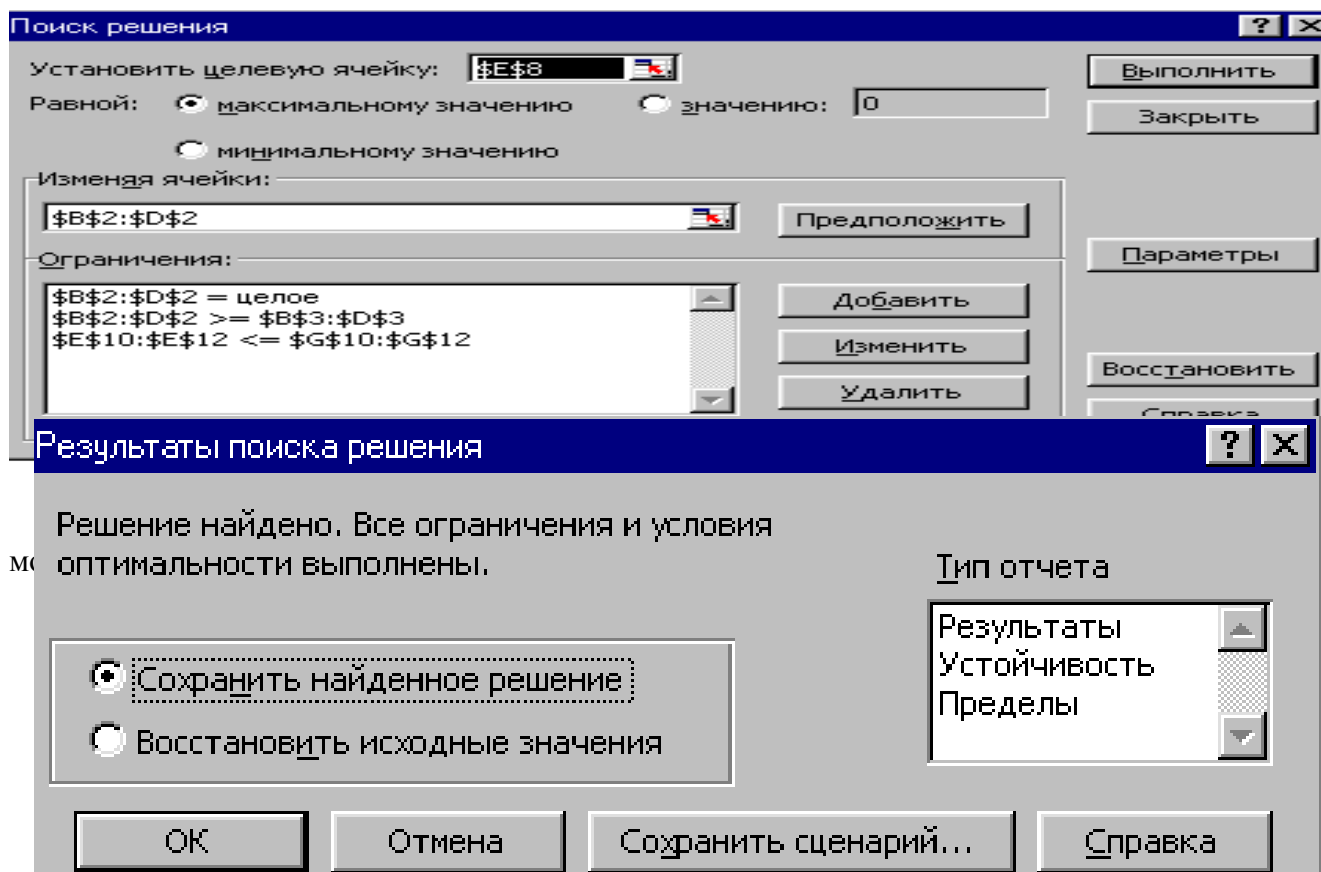 Поиск решения
Установить целевую ячейку: $E$8
Выполнить
Равной: максимальному значению значению: 0
Закрыть
минимальному значению
Изменяя ячейки:
$B$2:$D$2
Предположить
Параметры
Ограничения:
$B$2:$D$2 = целое
$B$2:$D$2 >= $B$3:$D$3
$E$10:$E$12 <= $G$10:$G$12
Добавить
Изменить
Восстановить
Удалить
Справка
Результаты поиска решения
Решение найдено. Все ограничения и условия
оптимальности выполнены.
Тип отчета
Результаты
Устойчивость
Пределы
Сохранить найденное решение
Восстановить исходные значения
ОК Отмена Сохранить сценарий... Справка